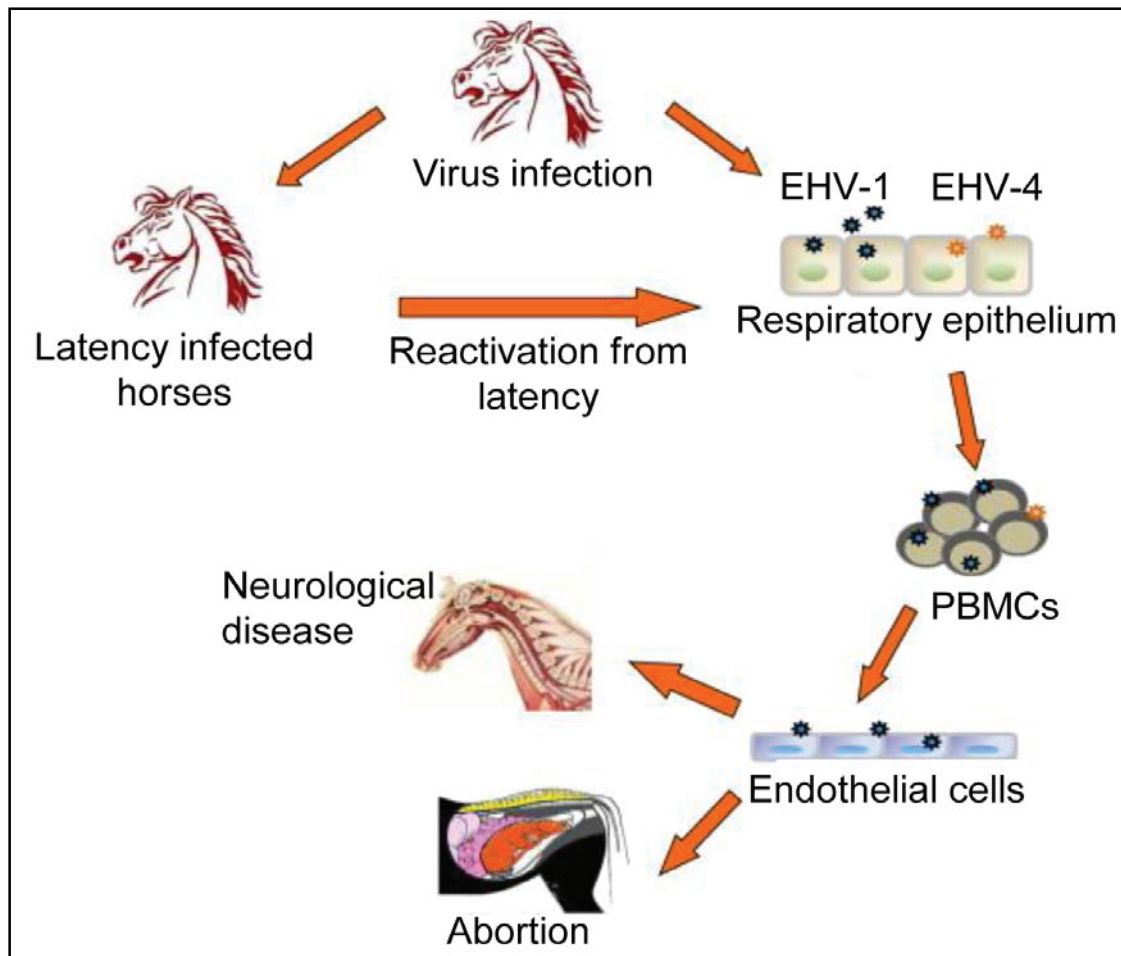 Virus infection
EHV-1 EHV-4
Respiratory epithelium
Latency infected
horses
Reactivation from
latency
PBMCs
Neurological
disease
Endothelial cells
Abortion